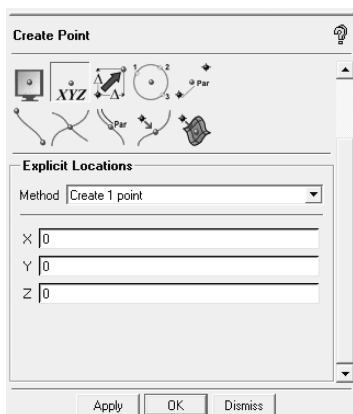 Create Point
1 2
XYZ Δ Δ 3 Par
Par
Explicit Locations
Method Create 1 point
X 0
Y 0
Z 0
Apply OK Dismiss